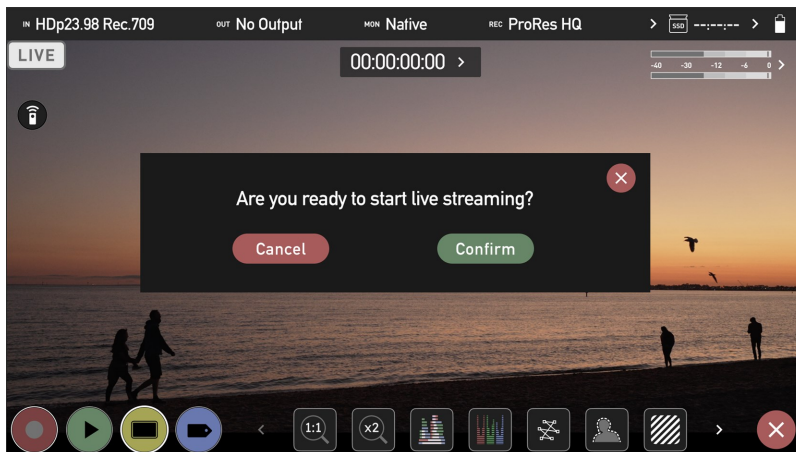 IN HDp23.98 Rec.709 OUT No Output MON Native REC ProRes HQ > SSD --:--:-- >
LIVE 00:00:00:00 > -40 -30 -12 -6 0 >
Are you ready to start live streaming?
Cancel Confirm
1:1 x2